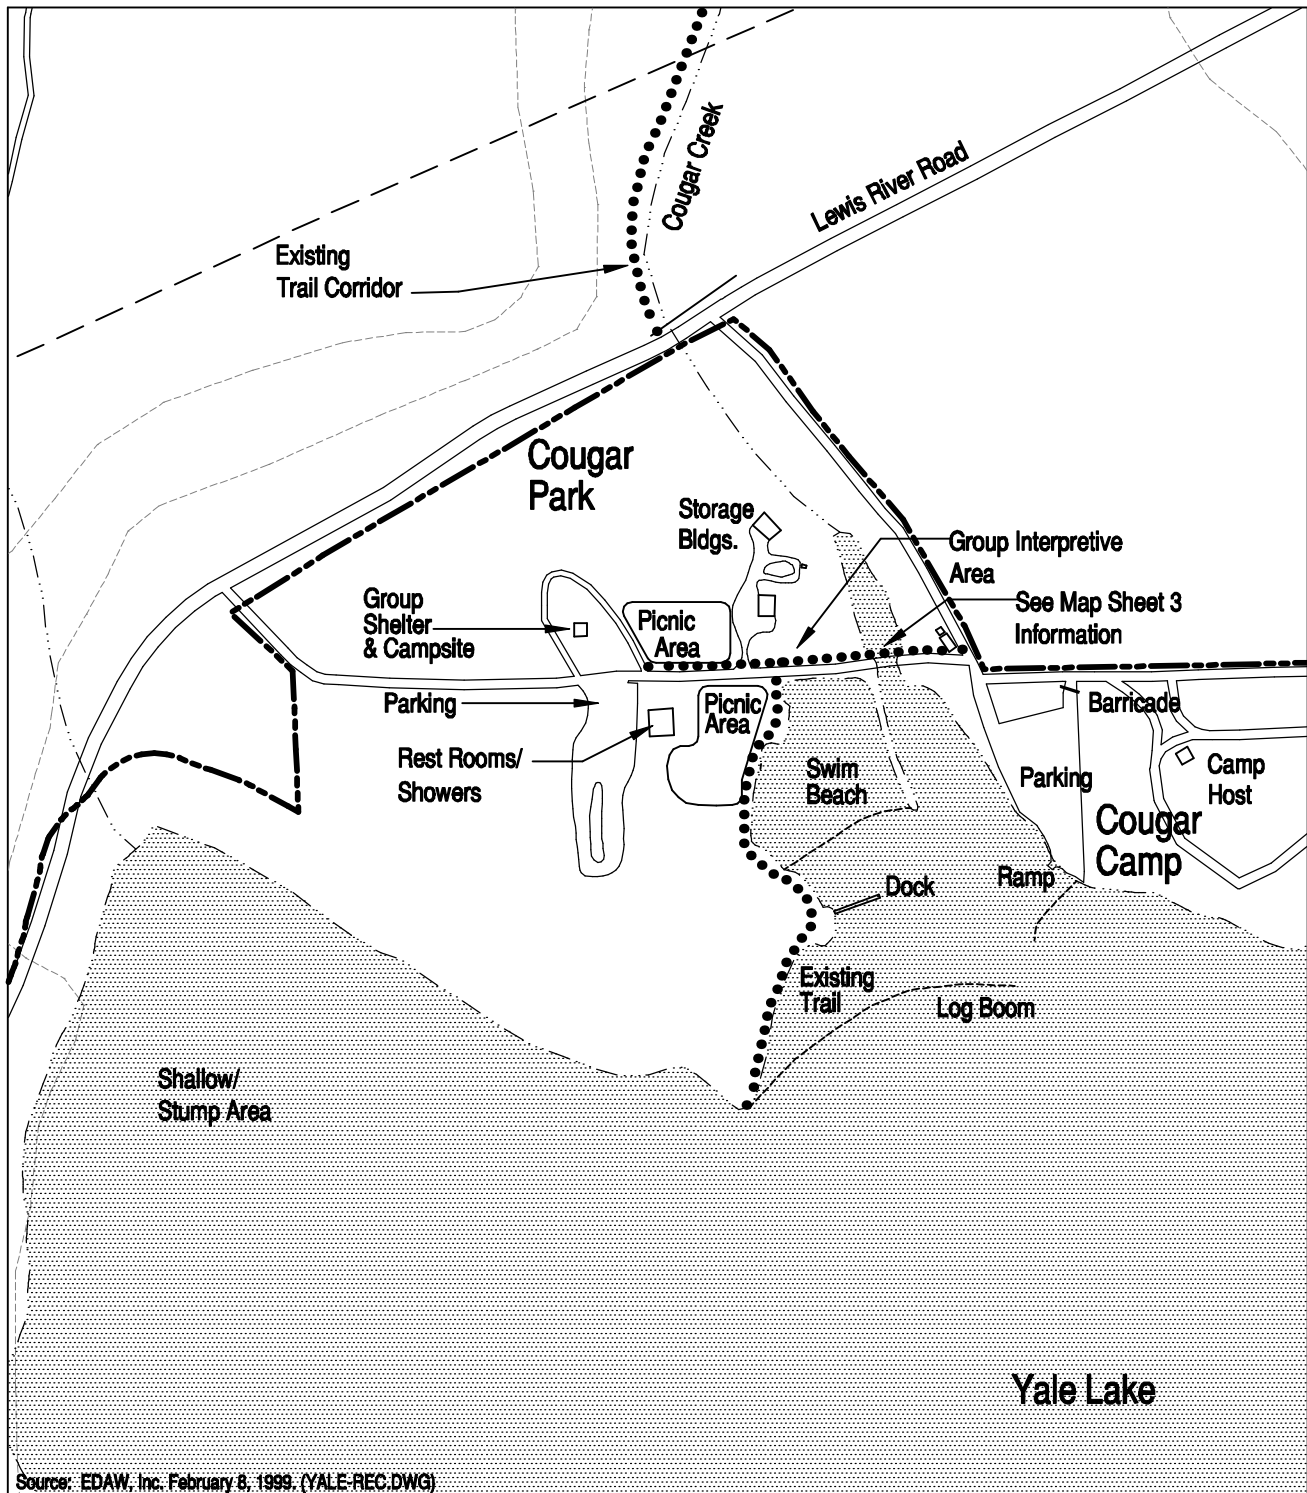 Cougar Creek
Lewis River Road
Existing
Trail Corridor
Cougar
Park
Storage
Bldgs.
Group Interpretive
Area
See Map Sheet 3
Information
Group
Shelter
& Campsite
Picnic
Area
Parking
Picnic
Area
Barricade
Rest Rooms/
Showers
Swim
Beach
Parking
Camp
Host
Cougar
Camp
Ramp
Dock
Existing
Trail
Log Boom
Shallow/
Stump Area
Yale Lake
Source: EDAW, Inc. February 8, 1999. (YALE-REC.DWG)